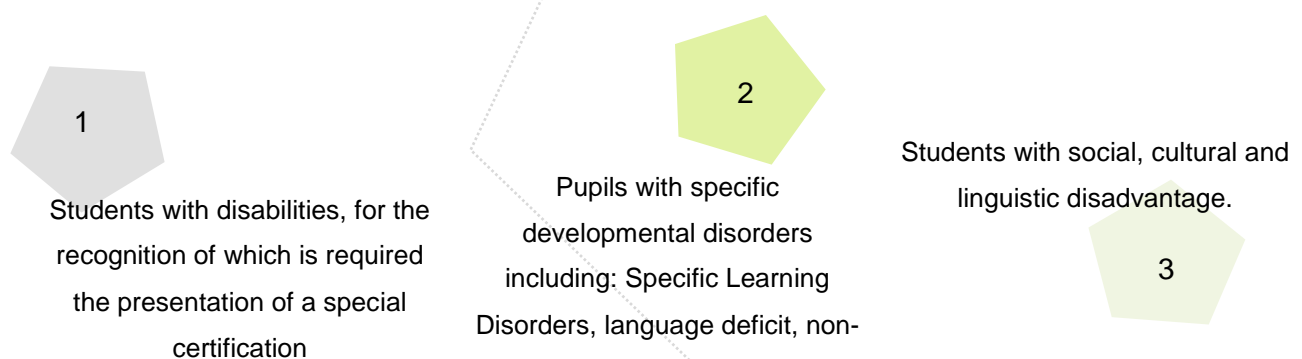 1
Students with disabilities, for the
recognition of which is required
the presentation of a special
certification
2
Pupils with specific
developmental disorders
including: Specific Learning
Disorders, language deficit, non-
Students with social, cultural and
linguistic disadvantage.
3